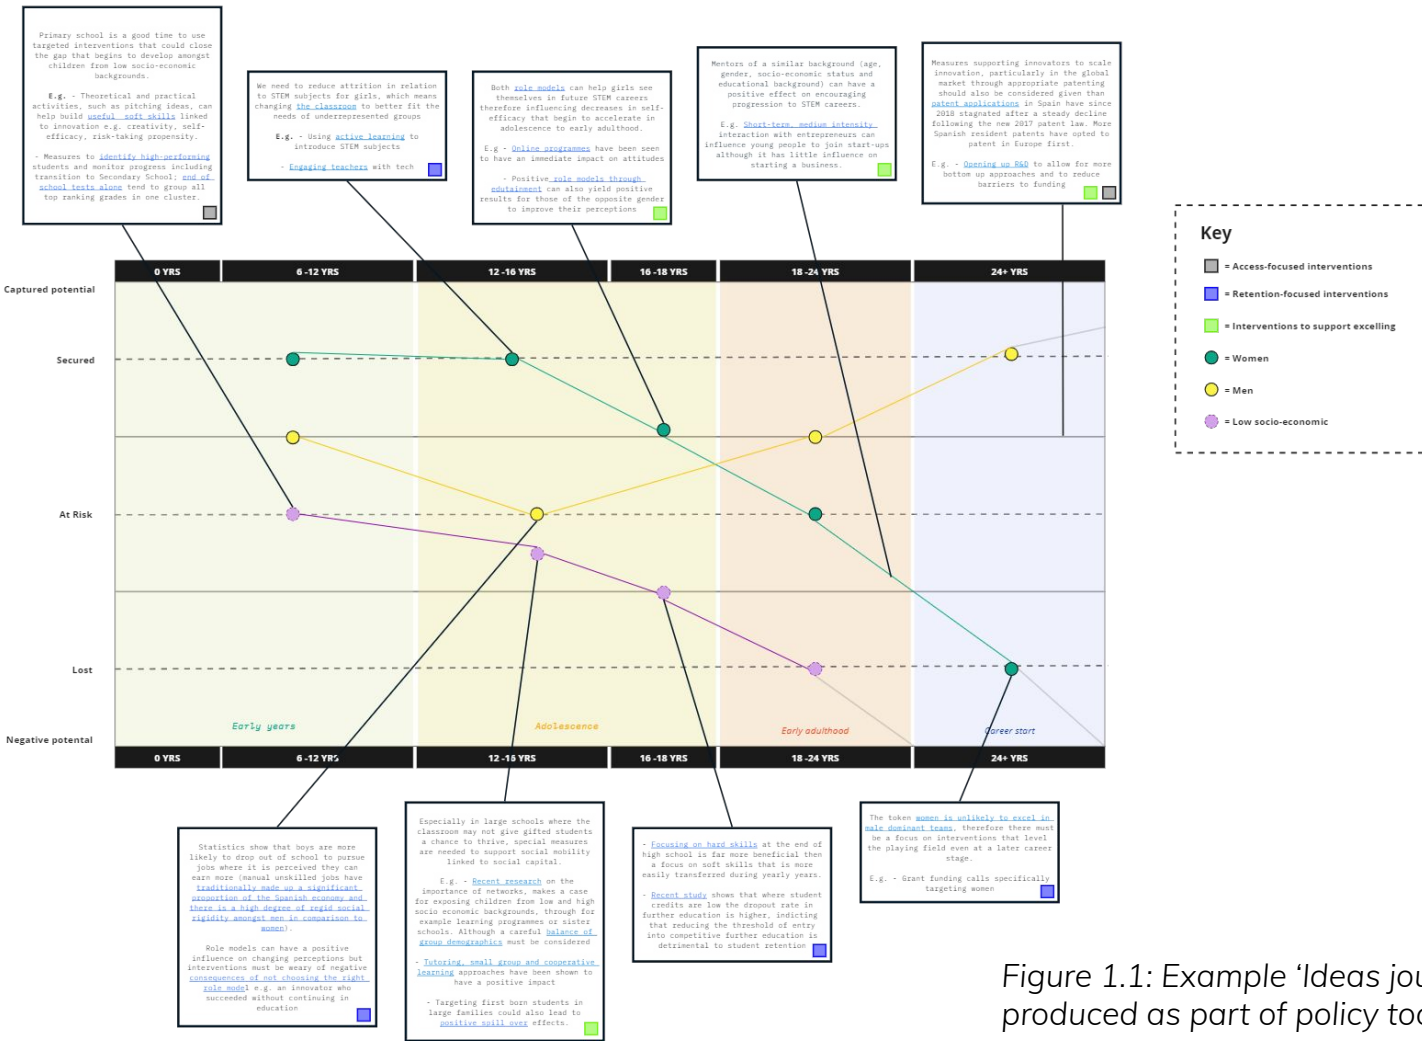 Primary school is a good time to use
targeted interventions that could close
the gap that begins to develop amongst
children from low socio-economic
backgrounds.
E.g. - Theoretical and practical
activities, such as pitching ideas, can
help build useful soft skills linked
to innovation e.g. creativity, self-
efficacy, risk-taking propensity.
- Measures to identify high-performing
students and monitor progress including
transition to Secondary School; end of
school tests alone tend to group all
top ranking grades in one cluster.
We need to reduce attrition in relation
to STEM subjects for girls, which means
changing the classroom to better fit the
needs of underrepresented groups
E.g. - Using active learning to
introduce STEM subjects
- Engaging teachers with tech
Both role models can help girls see
themselves in future STEM careers
therefore influencing decreases in self-
efficacy that begin to accelerate in
adolescence to early adulthood.
E.g - Online programmes have been seen
to have an immediate impact on attitudes
- Positive role models through
edutainment can also yield positive
results for those of the opposite gender
to improve their perceptions
Mentors of a similar background (age,
gender, socio-economic status and
educational background) can have a
positive effect on encouraging
progression to STEM careers.
E.g. Short-term, medium intensity
interaction with entrepreneurs can
influence young people to join start-ups
although it has little influence on
starting a business.
Measures supporting innovators to scale
innovation, particularly in the global
market through appropriate patenting
should also be considered given than
patent applications in Spain have since
2018 stagnated after a steady decline
following the new 2017 patent law. More
Spanish resident patents have opted to
patent in Europe first.
E.g. - Opening up R&D to allow for more
bottom up approaches and to reduce
barriers to funding
Key
= Access-focused interventions
= Retention-focused interventions
= Interventions to support excelling
= Women
= Men
= Low socio-economic
0 YRS
6 -12 YRS
12 -16 YRS
16 -18 YRS
18 -24 YRS
24+ YRS
Captured potential
Secured
At Risk
Lost
Negative potental
Early years
Adolescence
Early adulthood
Career start
0 YRS
6 -12 YRS
12 -16 YRS
16 -18 YRS
18 -24 YRS
24+ YRS
Statistics show that boys are more
likely to drop out of school to pursue
jobs where it is perceived they can
earn more (manual unskilled jobs have
traditionally made up a significant
proportion of the Spanish economy and
there is a high degree of regid social
rigidity amongst men in comparison to
women).
Role models can have a positive
influence on changing perceptions but
interventions must be weary of negative
consequences of not choosing the right
role model e.g. an innovator who
succeeded without continuing in
education
Especially in large schools where the
classroom may not give gifted students
a chance to thrive, special measures
are needed to support social mobility
linked to social capital.
E.g. - Recent research on the
importance of networks, makes a case
for exposing children from low and high
socio economic backgrounds, through for
example learning programmes or sister
schools. Although a careful balance of
group demographics must be considered
- Tutoring, small group and cooperative
learning approaches have been shown to
have a positive impact
- Targeting first born students in
large families could also lead to
positive spill over effects.
- Focusing on hard skills at the end of
high school is far more beneficial then
a focus on soft skills that is more
easily transferred during yearly years.
- Recent study shows that where student
credits are low the dropout rate in
further education is higher, indicting
that reducing the threshold of entry
into competitive further education is
detrimental to student retention
The token women is unlikely to excel in
male dominant teams, therefore there must
be a focus on interventions that level
the playing field even at a later career
stage.
E.g. - Grant funding calls specifically
targeting women
Figure 1.1: Example ‘Ideas jou
produced as part of policy too